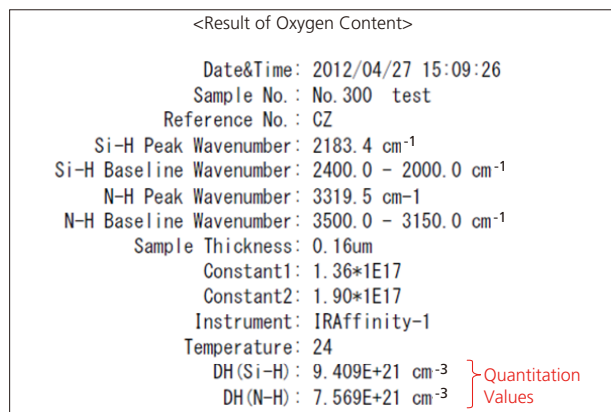 <Result of Oxygen Content>
Date&Time: 2012/04/27 15:09:26
Sample No.: No.300 test
Reference No.: CZ
Si-H Peak Wavenumber: 2183.4 cm-1
Si-H Baseline Wavenumber: 2400.0 - 2000.0 cm-1
N-H Peak Wavenumber: 3319.5 cm-1
N-H Baseline Wavenumber: 3500.0 - 3150.0 cm-1
Sample Thickness: 0.16um
Constant1: 1.36*1E17
Constant2: 1.90*1E17
Instrument: IRAffinity-1
Temperature: 24
DH(Si-H): 9.409E+21 cm-3
DH(N-H): 7.569E+21 cm-3
Quantitation
Values